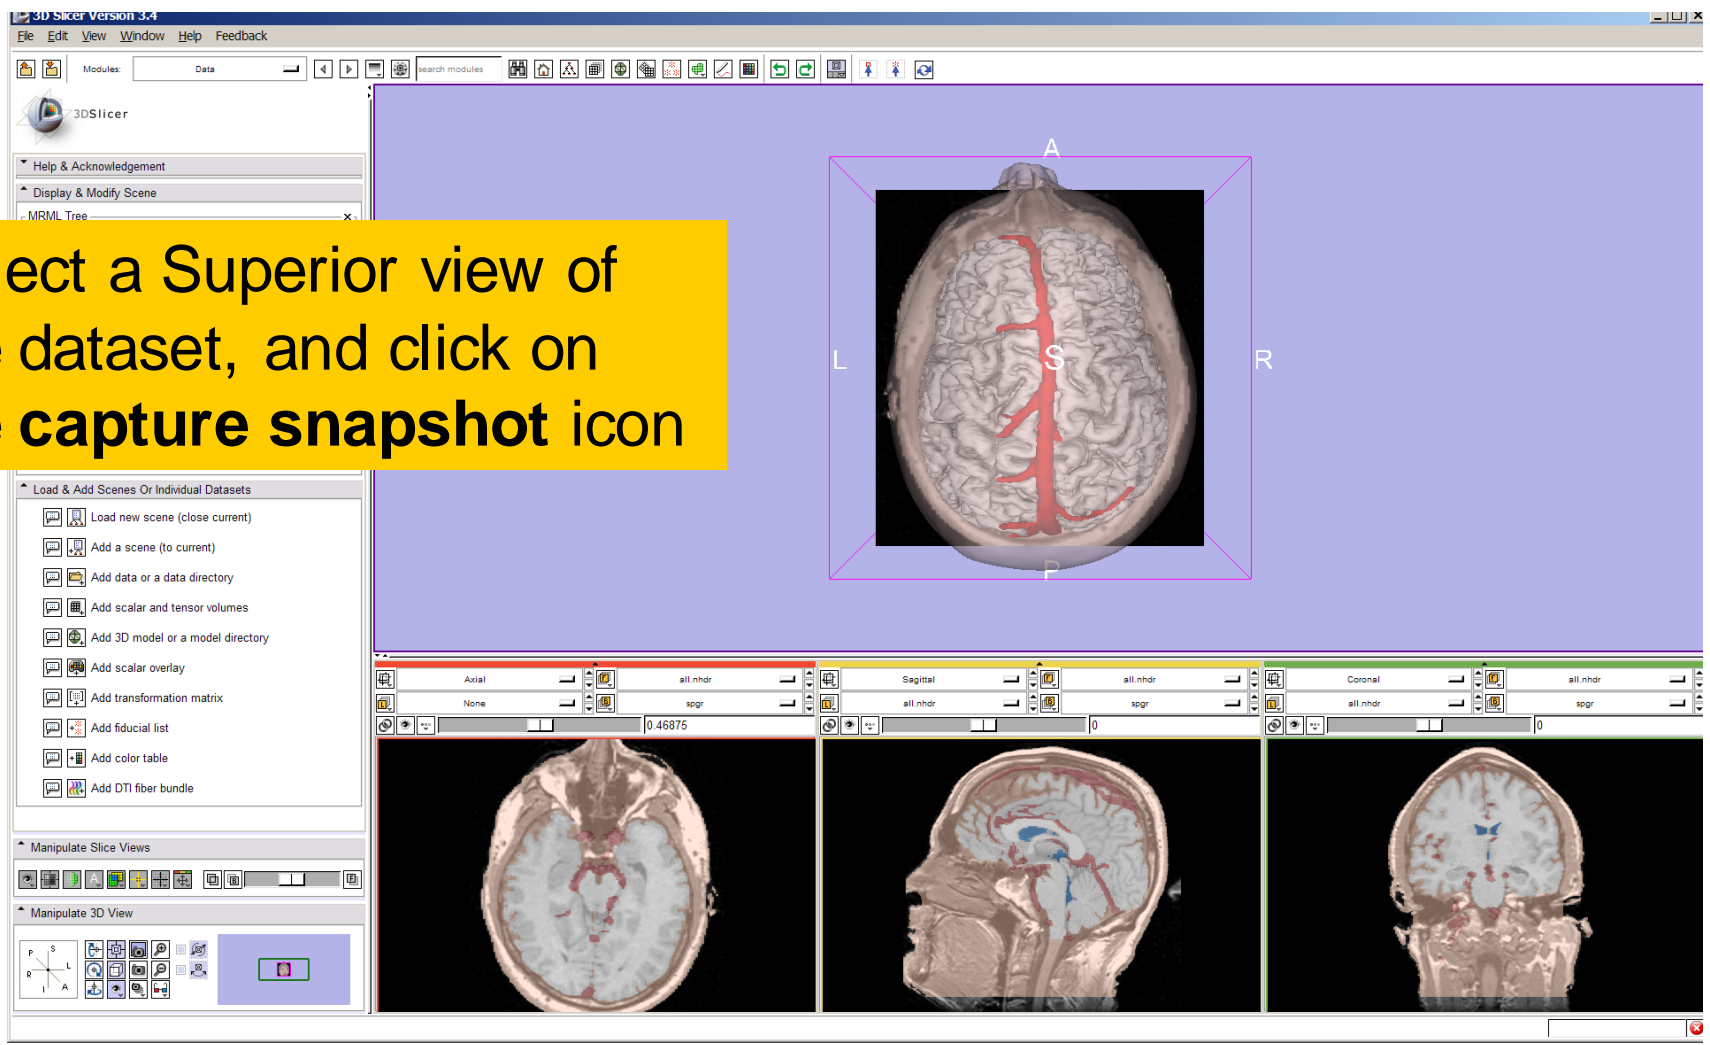 3D Slicer Version 3.4
File Edit View Window Help Feedback
Modules: Data search modules
3DSlicer
Help & Acknowledgement
Display & Modify Scene
MRML Tree
ect a Superior view of
e dataset, and click on
e capture snapshot icon
Load & Add Scenes Or Individual Datasets
Load new scene (close current)
Add a scene (to current)
Add data or a data directory
Add scalar and tensor volumes
Add 3D model or a model directory
Add scalar overlay
Add transformation matrix
Add fiducial list
Add color table
Add DTI fiber bundle
Manipulate Slice Views
Manipulate 3D View
P S
R L
I A
A
L S R
P
Axial all.nhdr
None spgr
0.46875
Sagittal all.nhdr
all.nhdr spgr
0
Coronal all.nhdr
all.nhdr spgr
0